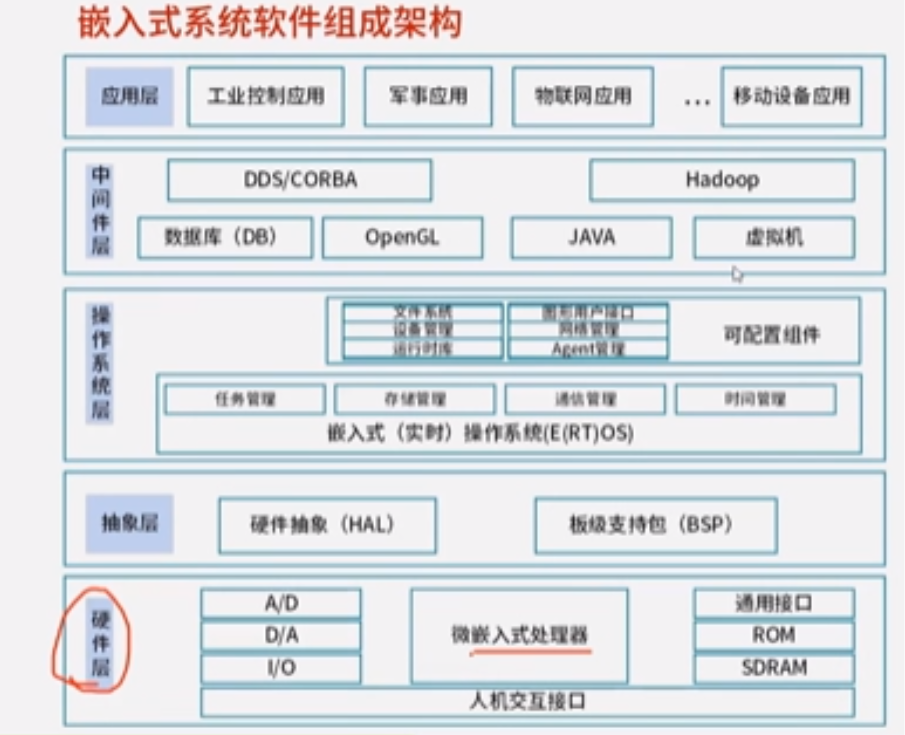 嵌入式系统软件组成架构
应用层 工业控制应用 军事应用 物联网应用 ... 移动设备应用
中间件层
DDS/CORBA Hadoop
数据库（DB） OpenGL JAVA 虚拟机
操作系统层
文件系统 图形用户接口
设备管理 网络管理
运行时库 Agent管理
可配置组件
任务管理 存储管理 通信管理 时间管理
嵌入式（实时）操作系统(E(RT)OS)
抽象层 硬件抽象（HAL） 板级支持包（BSP）
硬件层
A/D 通用接口
D/A 微嵌入式处理器 ROM
I/O SDRAM
人机交互接口